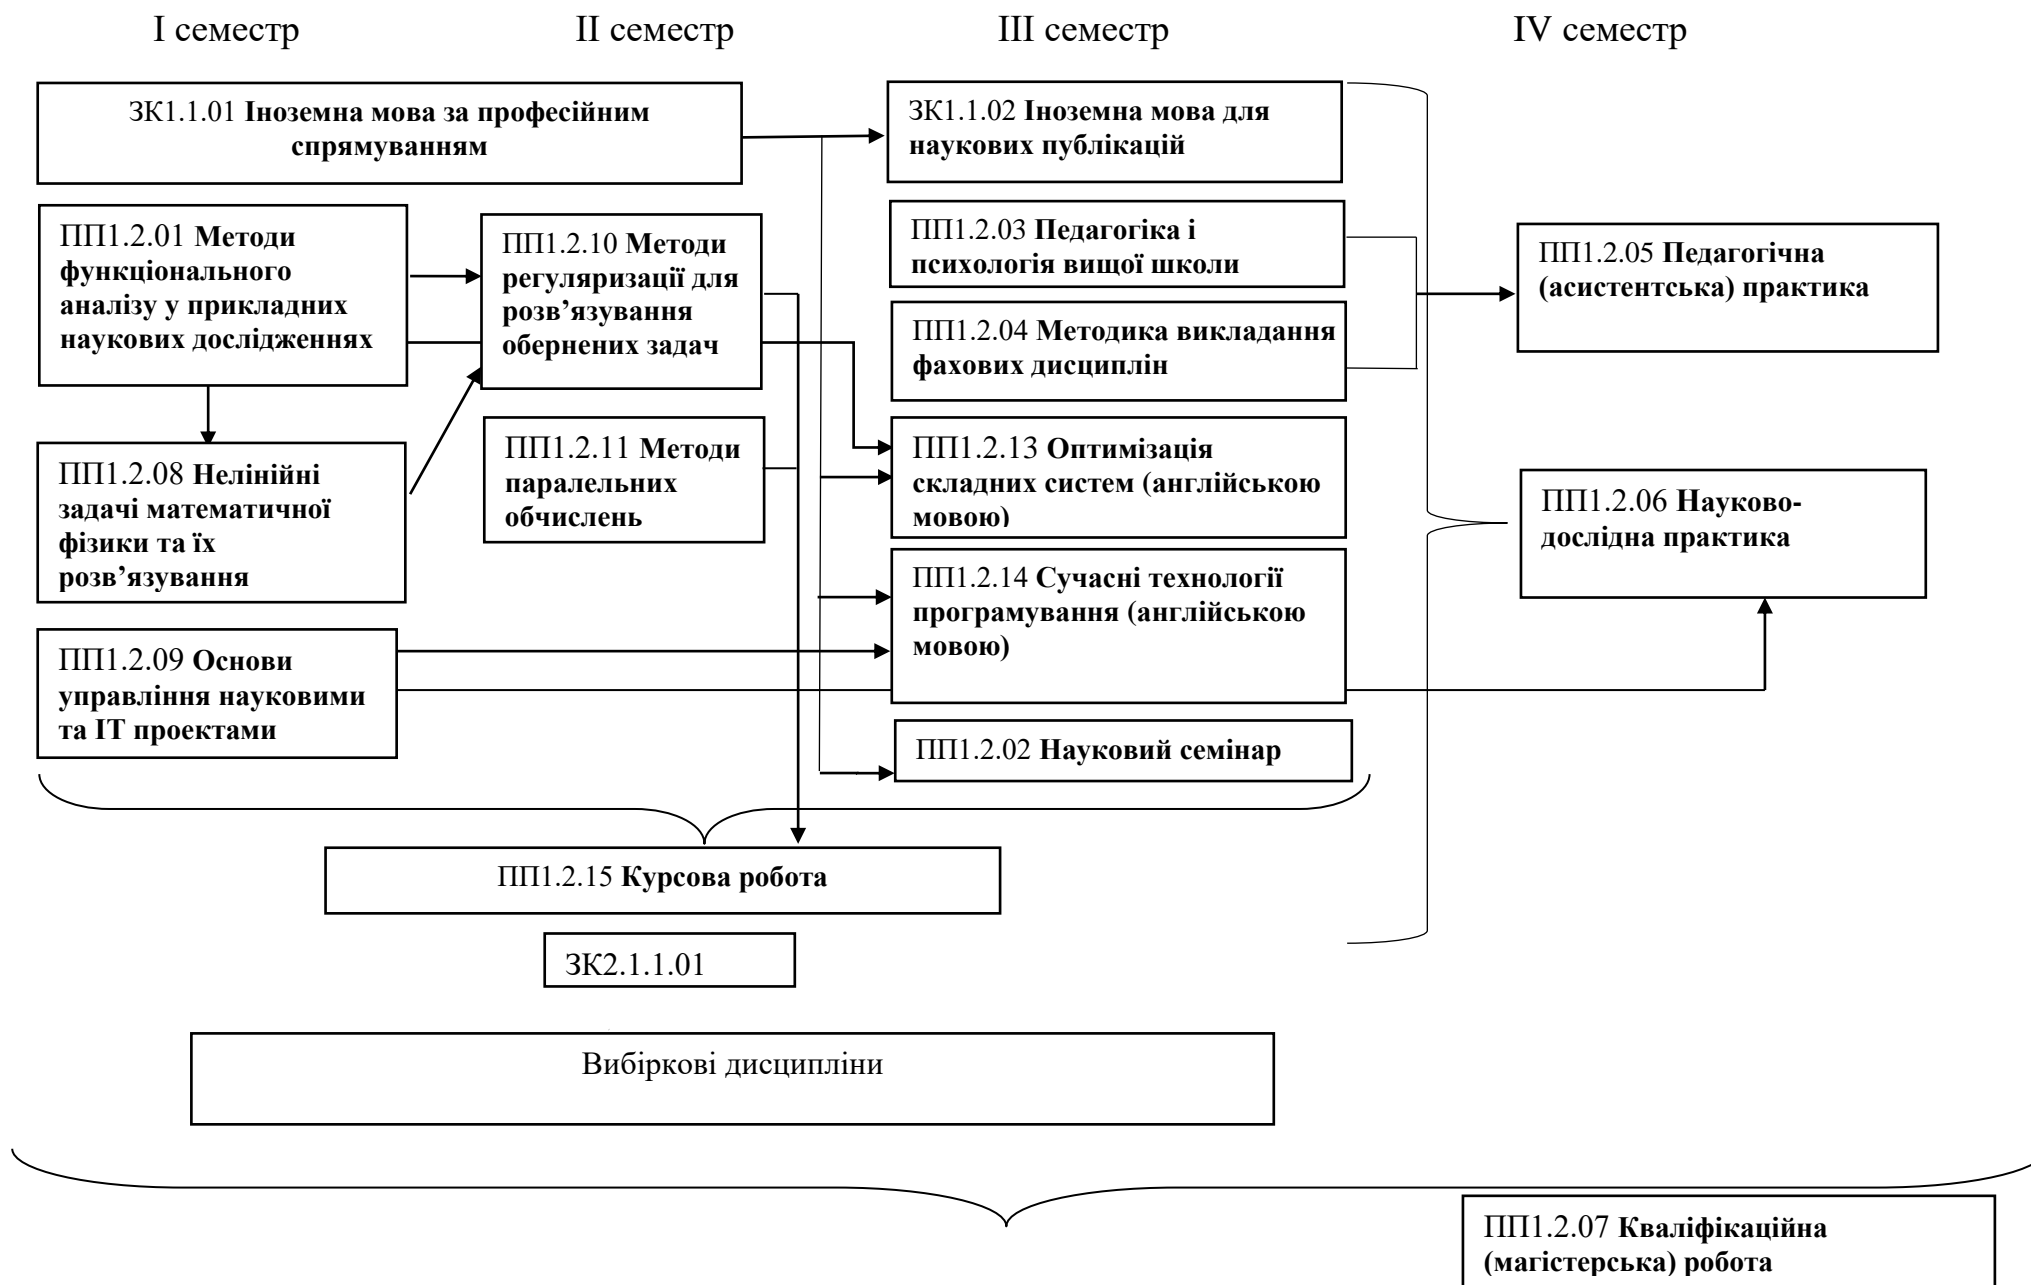 І семестр
ІІ семестр
ІІІ семестр
IV семестр
ЗК1.1.01 Іноземна мова за професійним
спрямуванням
ЗК1.1.02 Іноземна мова для
наукових публікацій
ПП1.2.01 Методи
функціонального
аналізу у прикладних
наукових дослідженнях
ПП1.2.10 Методи
регуляризації для
розв’язування
обернених задач
ПП1.2.03 Педагогіка і
психологія вищої школи
ПП1.2.04 Методика викладання
фахових дисциплін
ПП1.2.05 Педагогічна
(асистентська) практика
ПП1.2.08 Нелінійні
задачі математичної
фізики та їх
розв’язування
ПП1.2.11 Методи
паралельних
обчислень
ПП1.2.13 Оптимізація
складних систем (англійською
мовою)
ПП1.2.06 Науково-
дослідна практика
ПП1.2.14 Сучасні технології
програмування (англійською
мовою)
ПП1.2.09 Основи
управління науковими
та ІТ проектами
ПП1.2.02 Науковий семінар
ПП1.2.15 Курсова робота
ЗК2.1.1.01
Вибіркові дисципліни
ПП1.2.07 Кваліфікаційна
(магістерська) робота